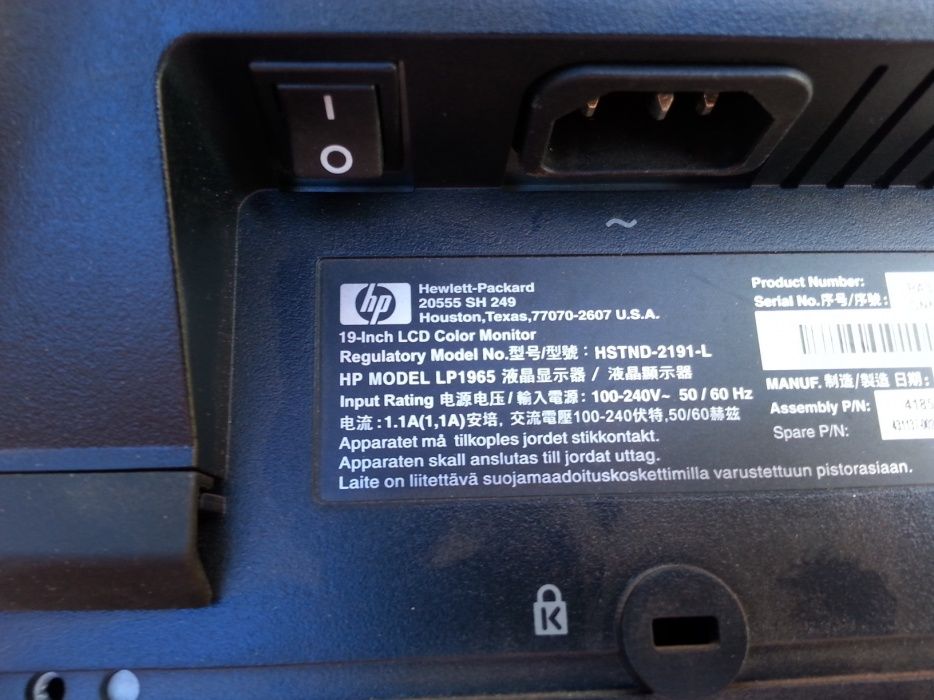 I
O
~
hp
Hewlett-Packard
20555 SH 249
Houston,Texas,77070-2607 U.S.A.
19-Inch LCD Color Monitor
Regulatory Model No.型号/型號 : HSTND-2191-L
HP MODEL LP1965 液晶显示器 / 液晶顯示器
Input Rating 电源电压 / 輸入電源 : 100-240V~ 50 / 60 Hz
电流 : 1.1A(1,1A)安培, 交流電壓100-240伏特,50/60赫兹
Apparatet må tilkoples jordet stikkontakt.
Apparaten skall anslutas till jordat uttag.
Laite on liitettävä suojamaadoituskoskettimilla varustettuun pistorasiaan.
Product Number:
Serial No.序号/序號 :
MANUF. 制造/製造 日期:
Assembly P/N: 4185
Spare P/N:
K